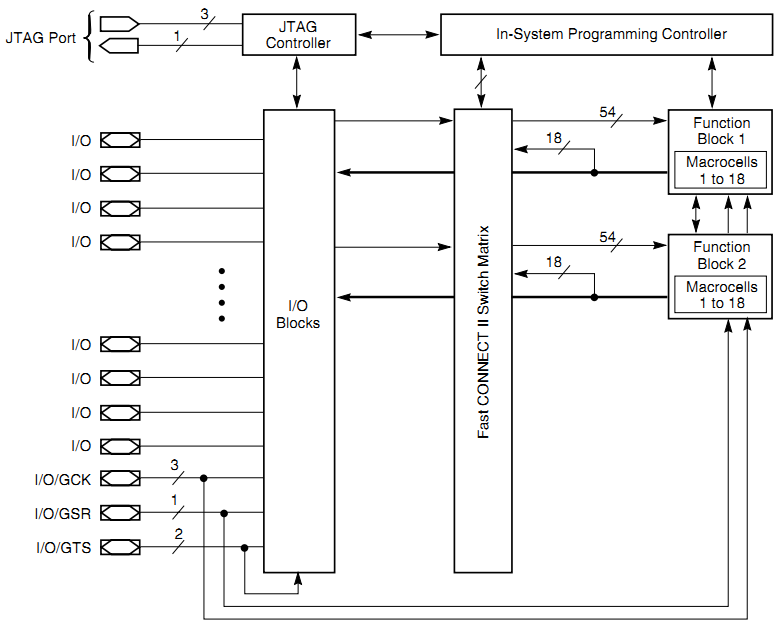 JTAG Port
3
1
JTAG
Controller
In-System Programming Controller
I/O
I/O
I/O
I/O
I/O
I/O
I/O
I/O
I/O/GCK
3
I/O/GSR
1
I/O/GTS
2
I/O
Blocks
Fast CONNECT II Switch Matrix
54
18
Function
Block 1
Macrocells
1 to 18
54
18
Function
Block 2
Macrocells
1 to 18